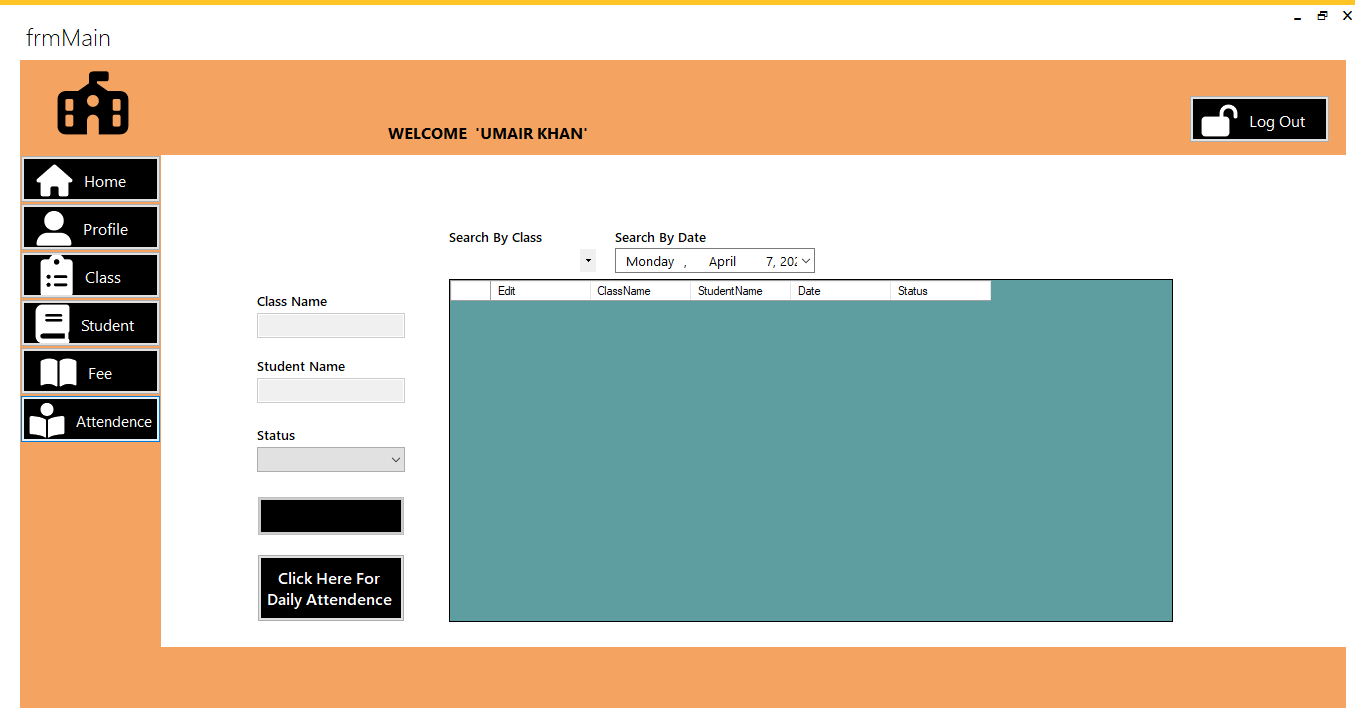 frmMain
WELCOME 'UMAIR KHAN'
Log Out
Home
Profile
Class
Student
Fee
Attendence
Search By Class
Search By Date
Monday , April 7,
Edit ClassName StudentName Date Status
Class Name
Student Name
Status
Click Here For
Daily Attendence